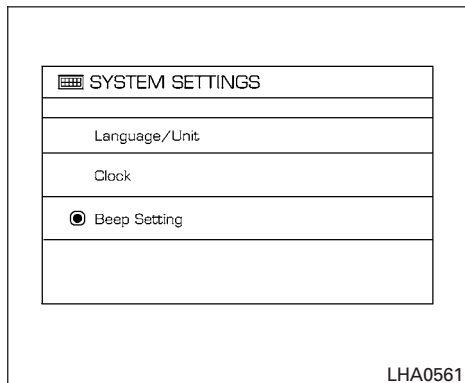 SYSTEM SETTINGS
Language/Unit
Clock
Beep Setting
LHA0561